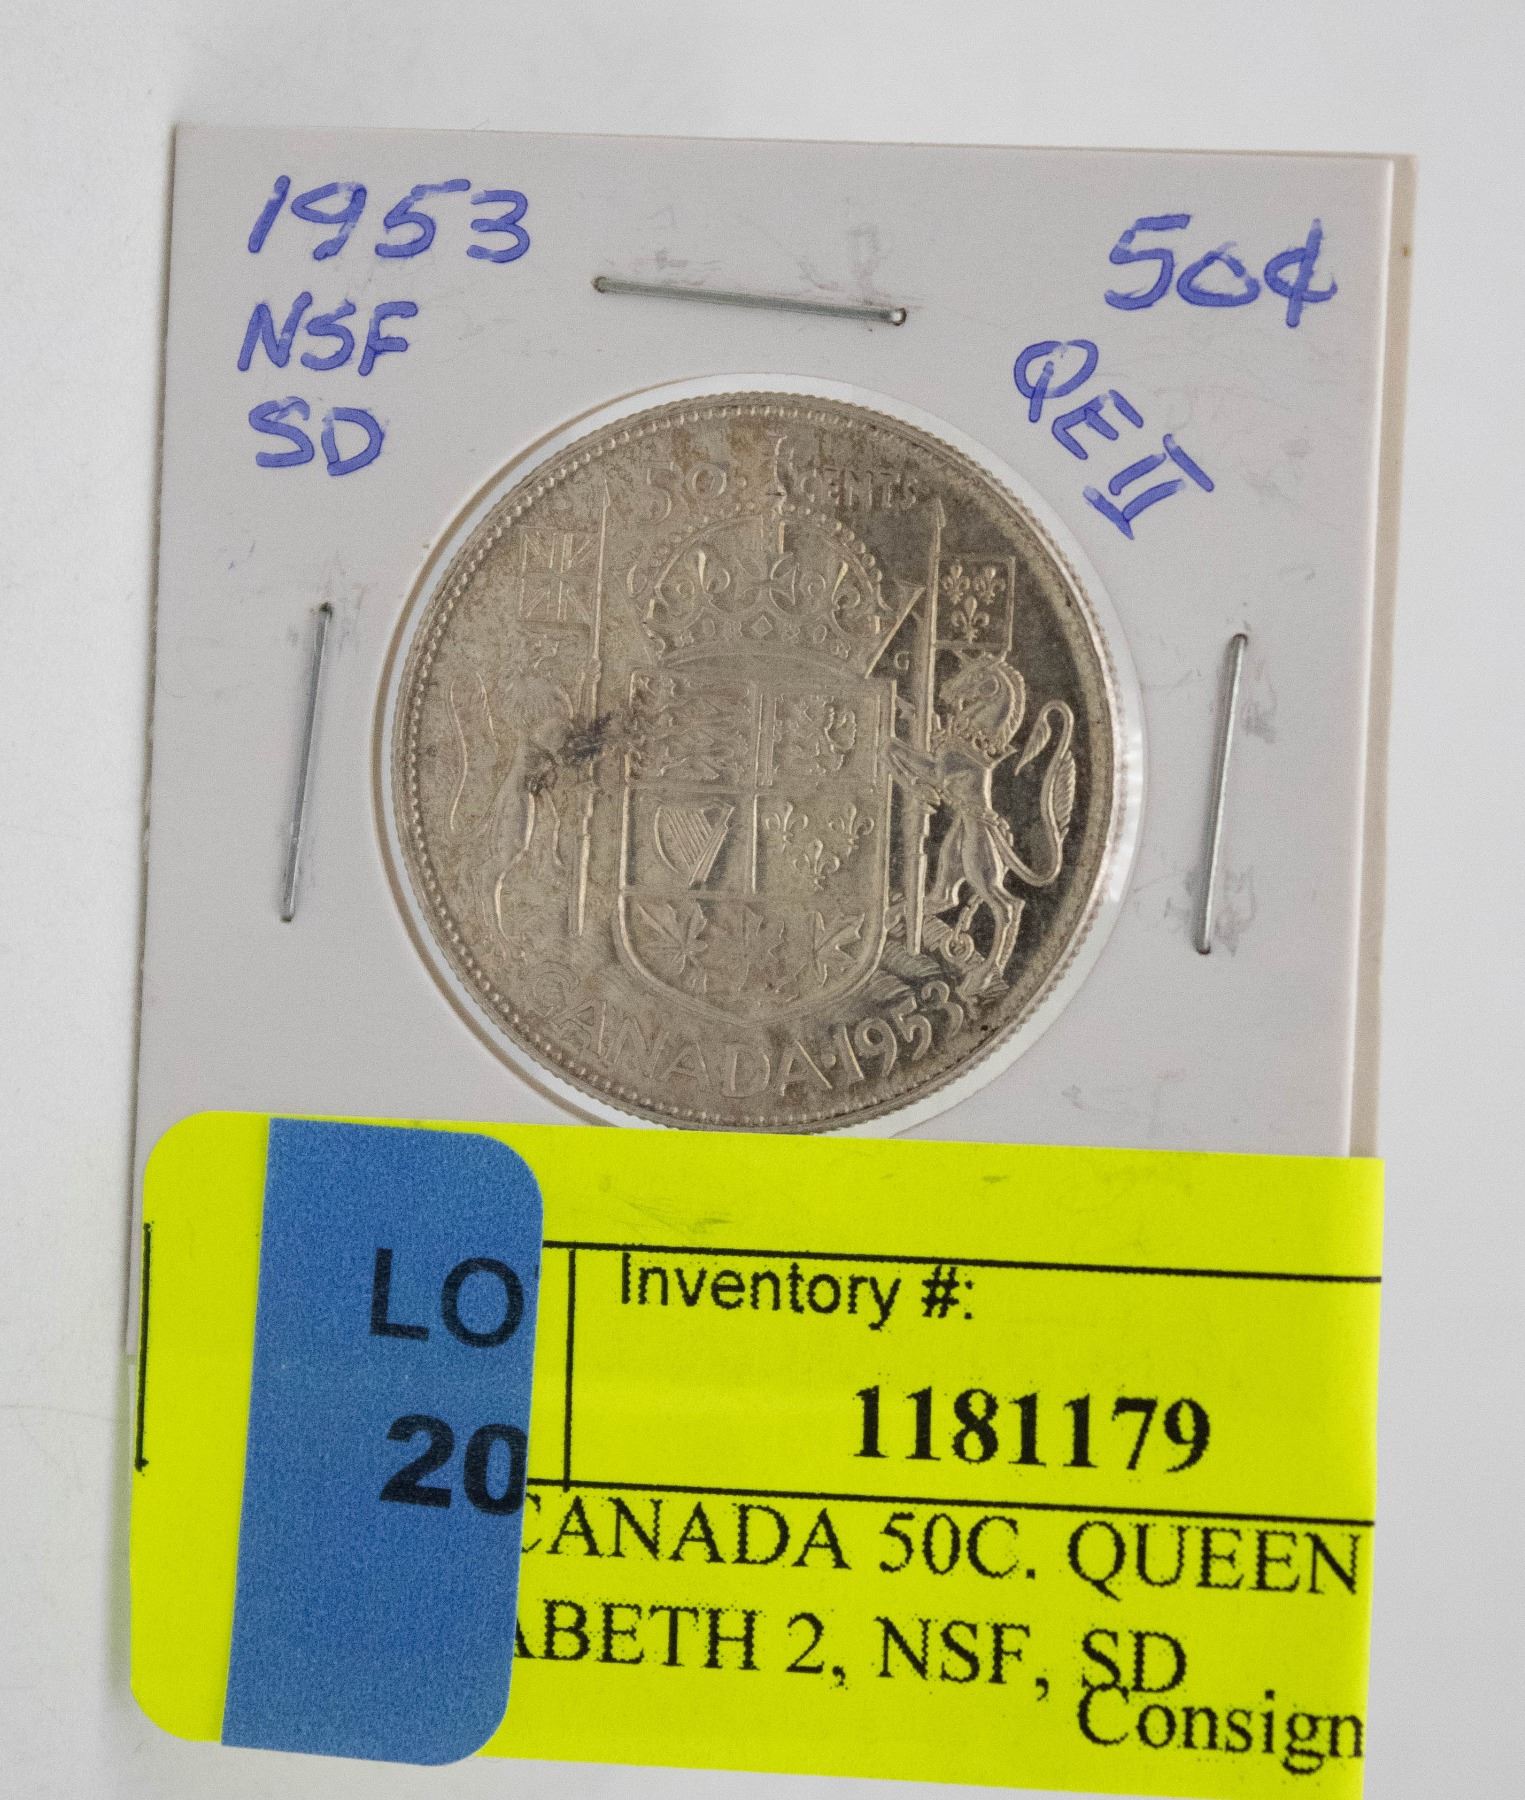 1953
NSF
SD
50¢
QEII
50 CENTS
G
CANADA·1953
LO
20
Inventory #:
1181179
CANADA 50C. QUEEN
ABETH 2, NSF, SD
Consign